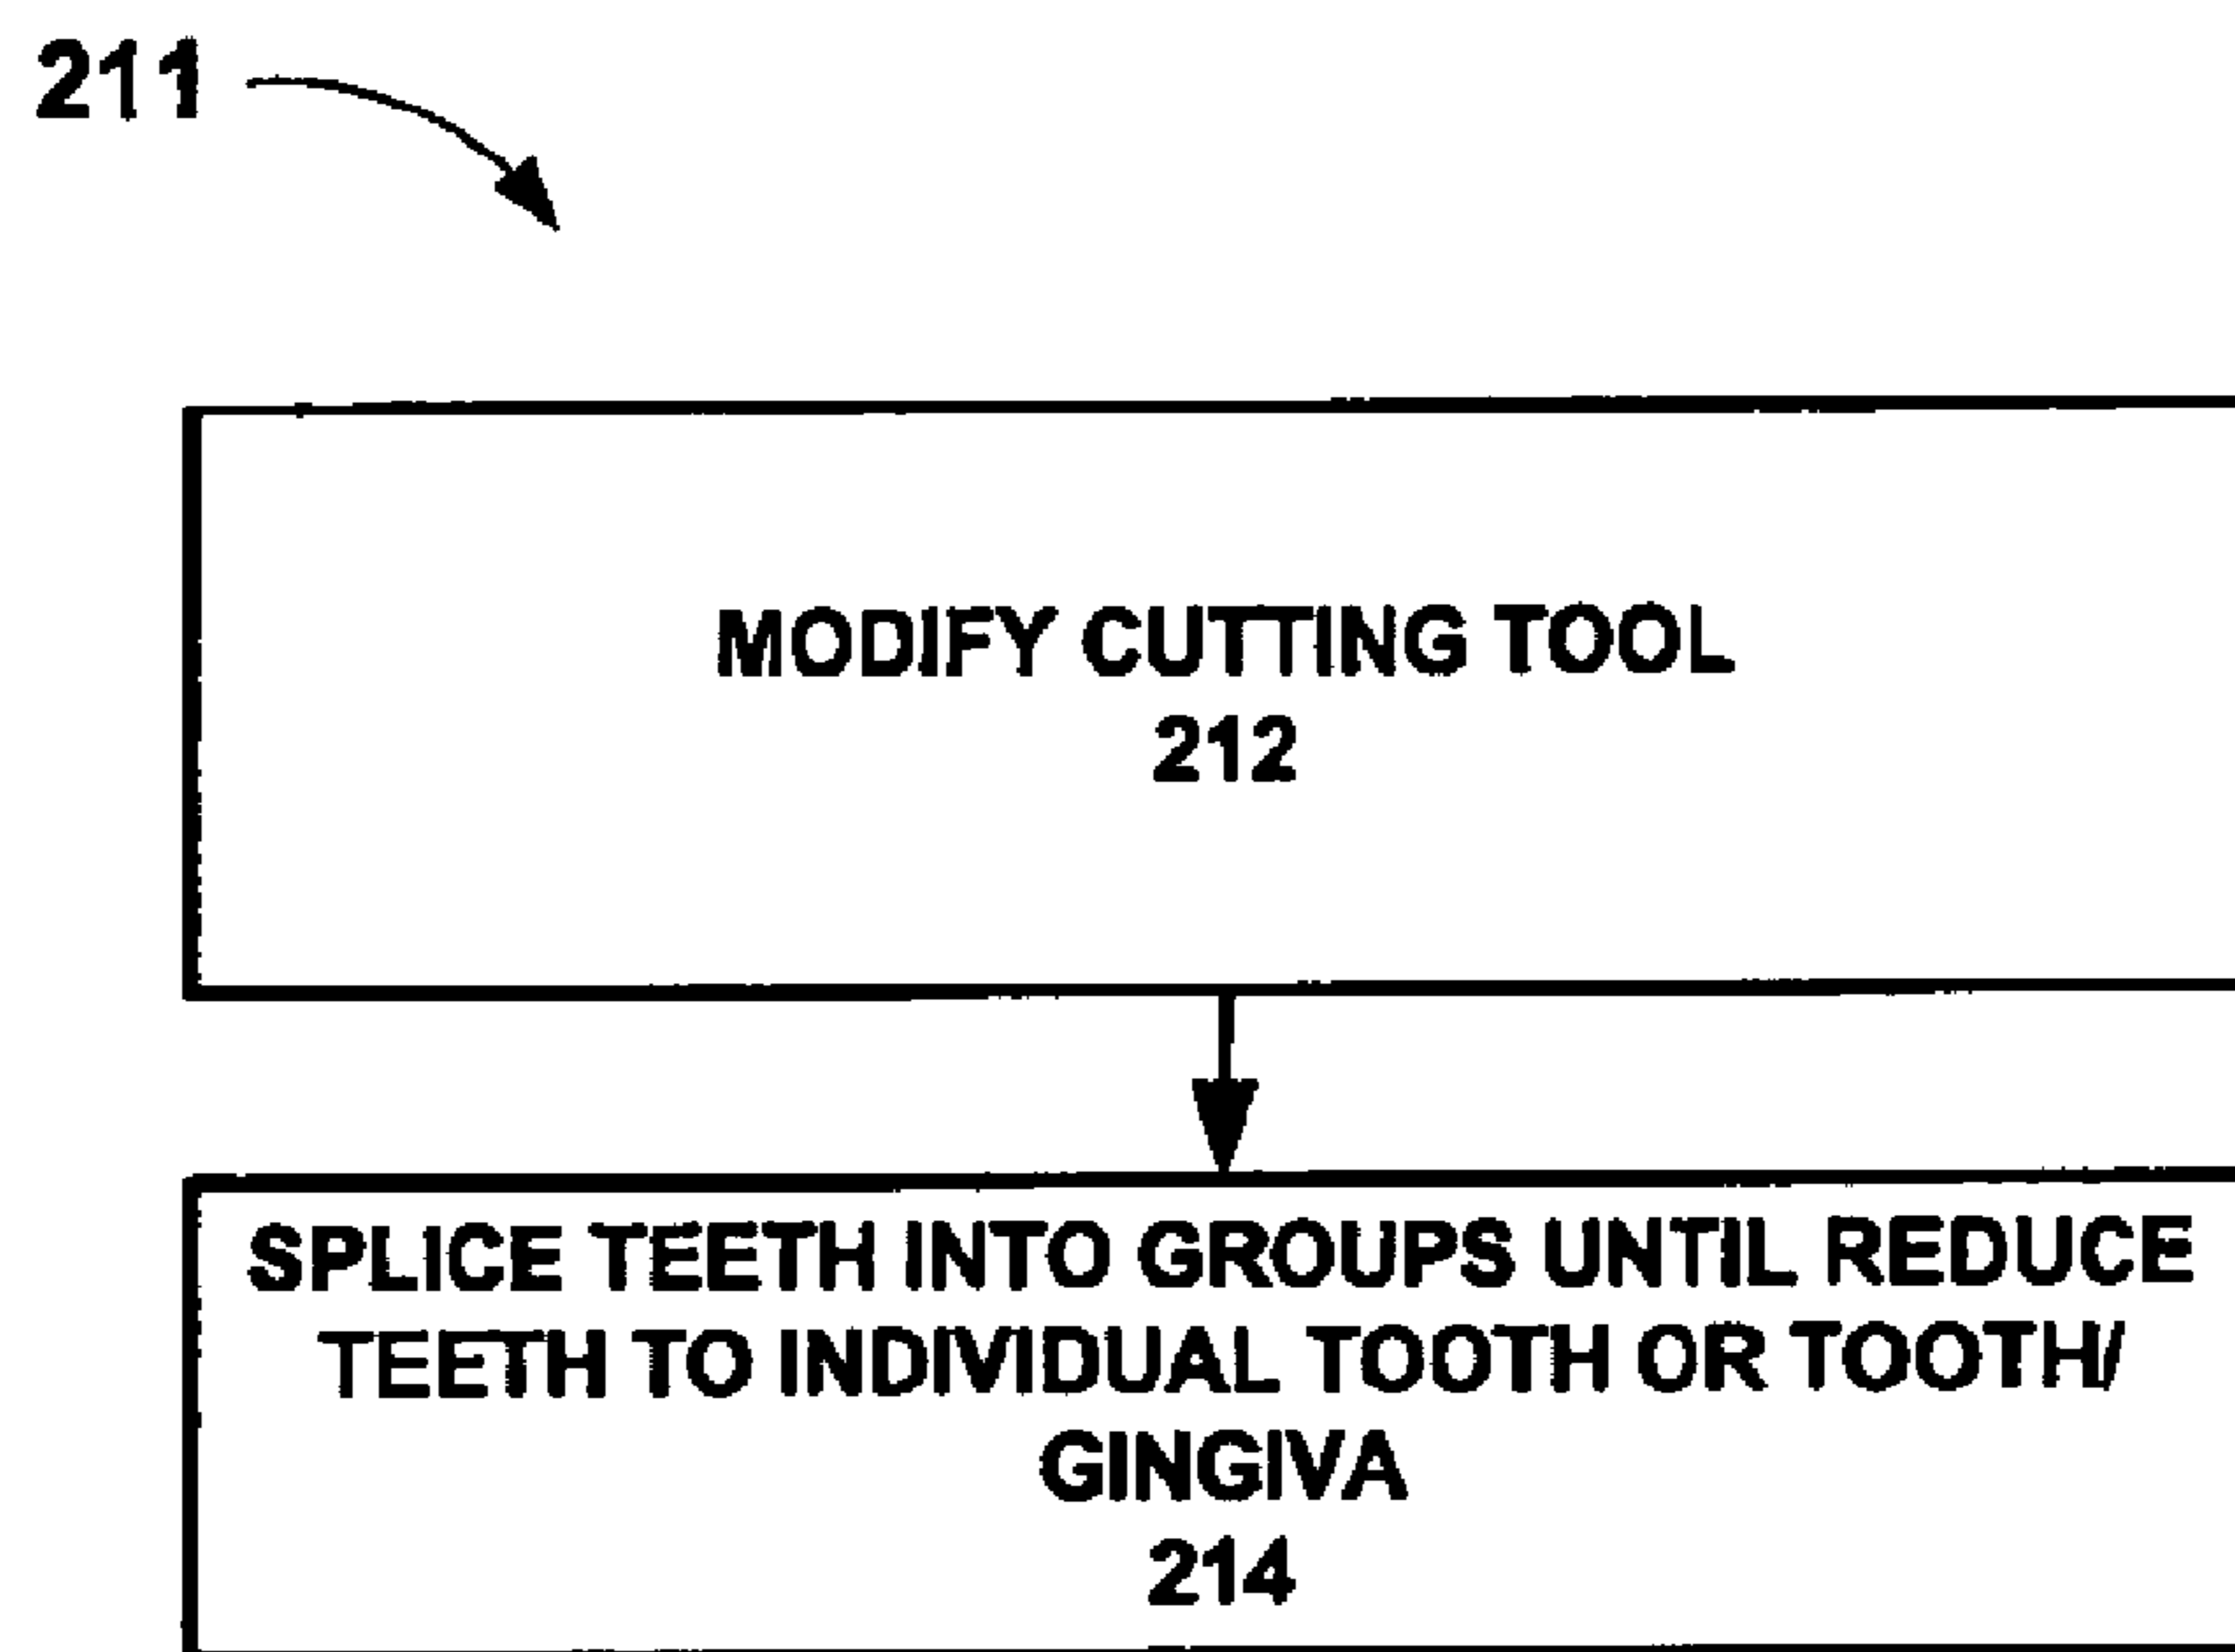 211
MODIFY CUTTING TOOL
212
SPLICE TEETH INTO GROUPS UNTIL REDUCE
TEETH TO INDIVIDUAL TOOTH OR TOOTH/
GINGIVA
214